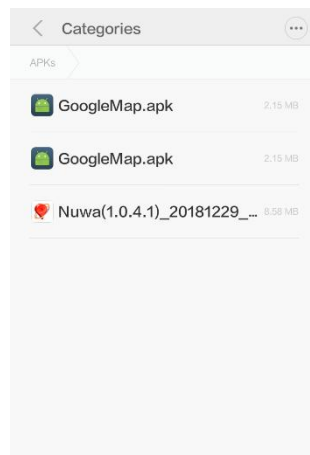 Categories
APKs
GoogleMap.apk 2.15 MB
GoogleMap.apk 2.15 MB
Nuwa(1.0.4.1)_20181229_... 8.58 MB